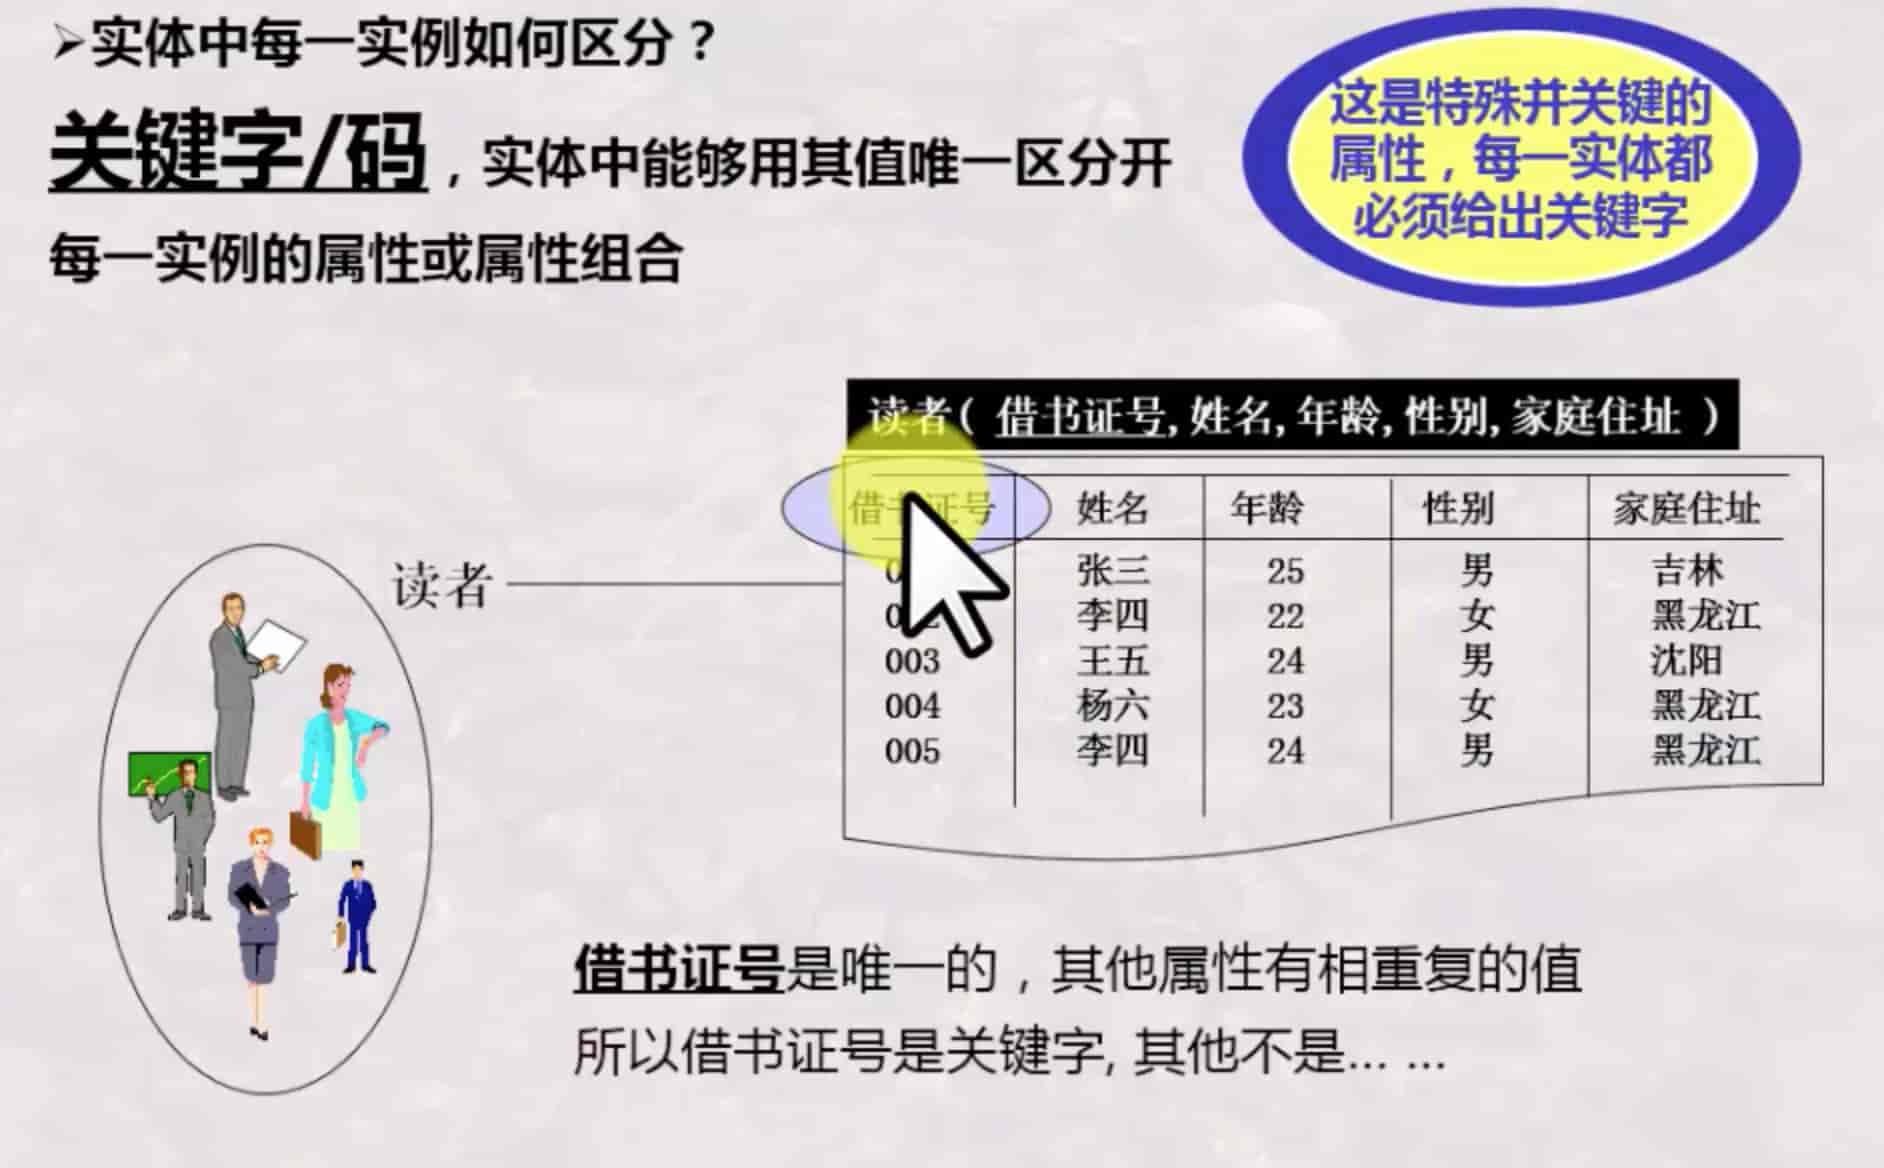 ➢实体中每一实例如何区分？
关键字/码，实体中能够用其值唯一区分开
每一实例的属性或属性组合
这是特殊并关键的
属性，每一实体都
必须给出关键字
读者( 借书证号, 姓名, 年龄, 性别, 家庭住址 )
借书证号 姓名 年龄 性别 家庭住址
张三 25 男 吉林
李四 22 女 黑龙江
003 王五 24 男 沈阳
004 杨六 23 女 黑龙江
005 李四 24 男 黑龙江
读者
借书证号是唯一的，其他属性有相重复的值
所以借书证号是关键字, 其他不是... ...